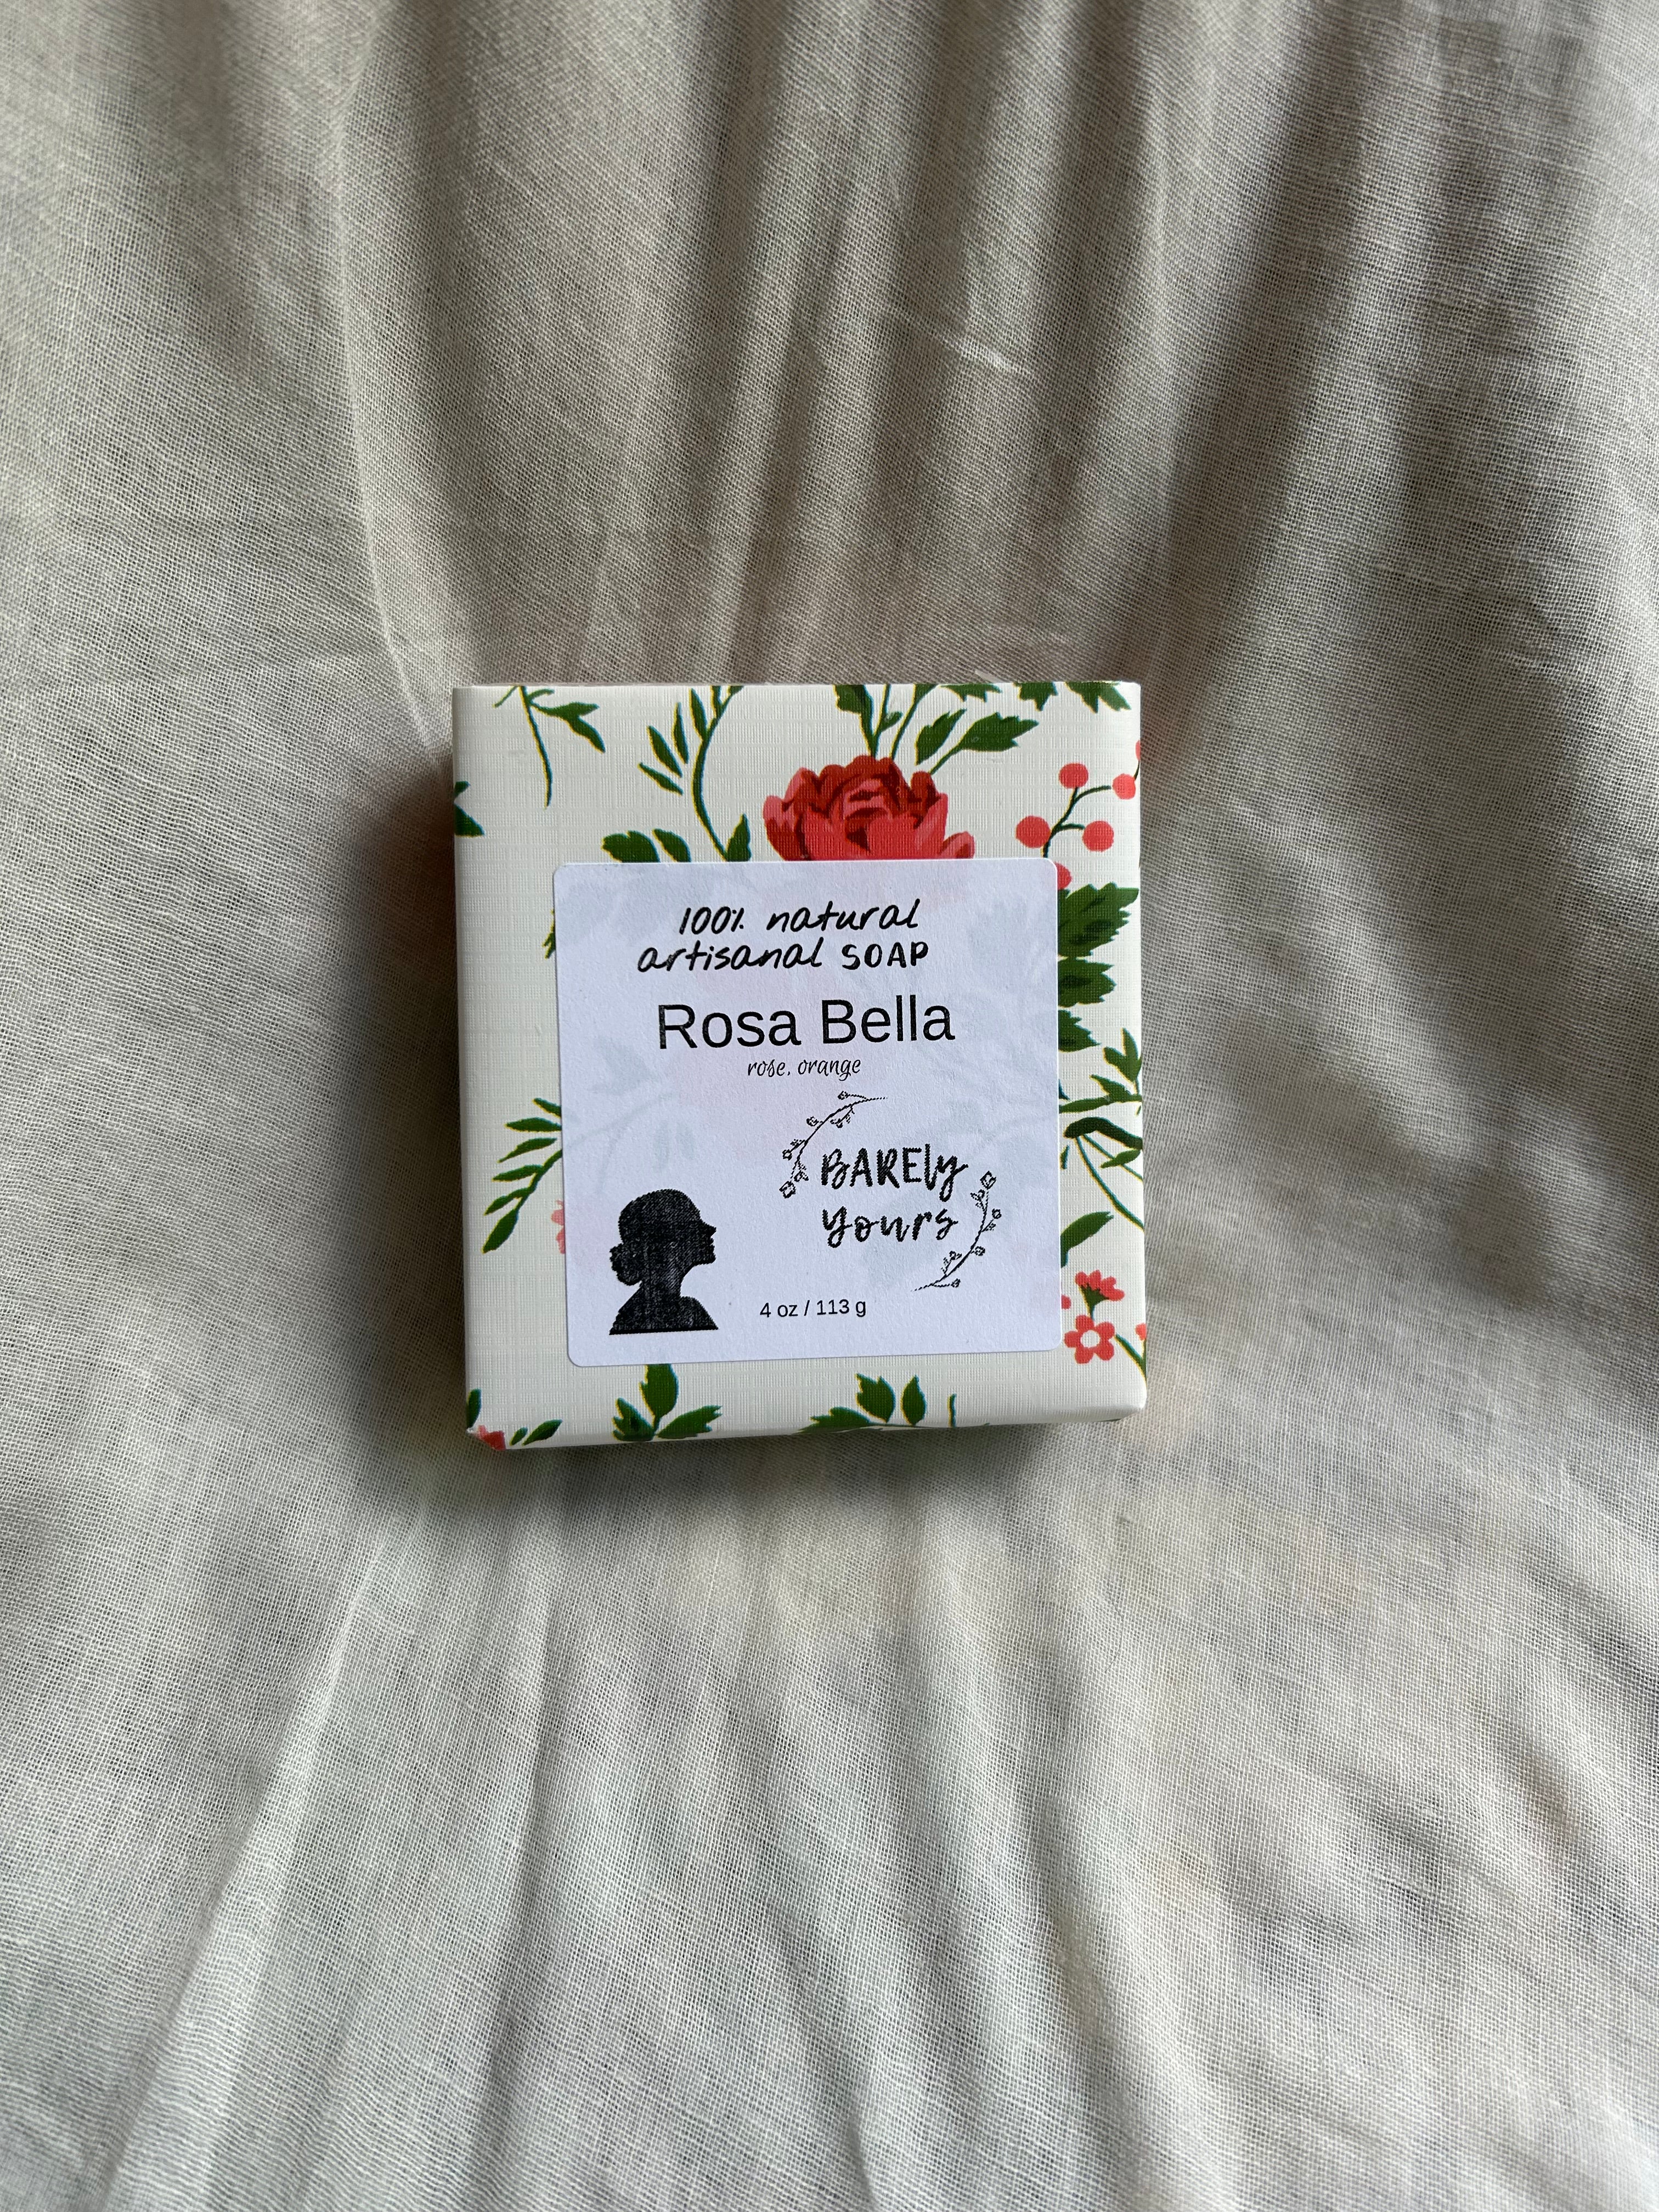 100% natural
artisanal SOAP
Rosa Bella
rose, orange
BARELY
yours
4 oz / 113 g